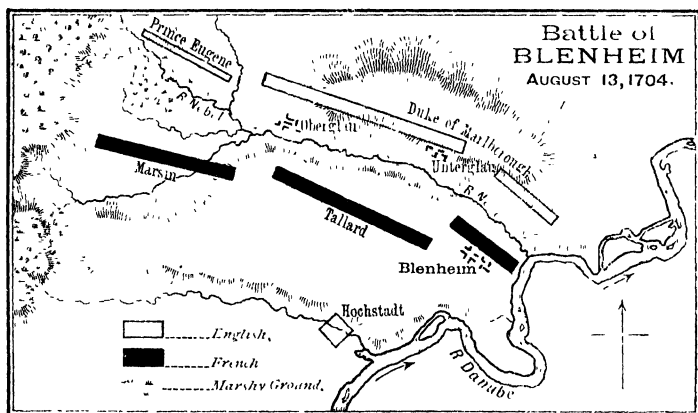 Battle of
BLENHEIM
AUGUST 13, 1704.
Prince Eugene
R. Neb.
Oberglau
Duke of Marlborough
Unterglau
R. N.
Marsin
Tallard
Blenheim
Hochstadt
R Danube
English.
French
Marshy Ground.